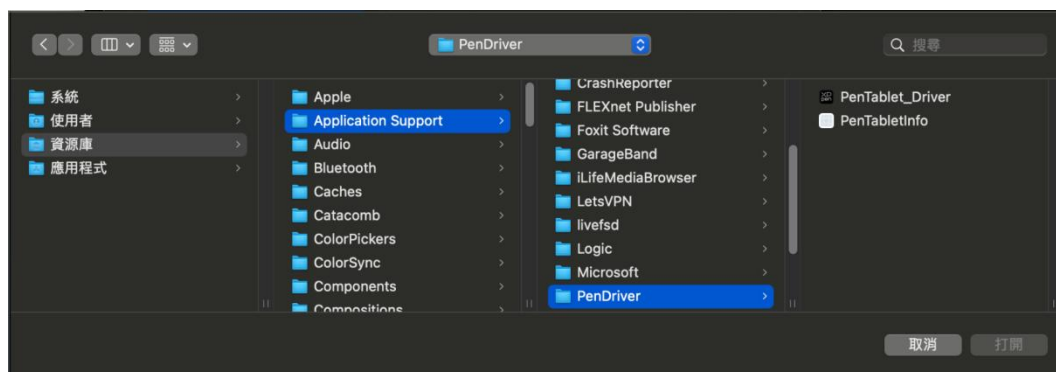 PenDriver
搜尋
系統
使用者
資源庫
應用程式
Apple
Application Support
Audio
Bluetooth
Caches
Catacomb
ColorPickers
ColorSync
Components
Compositions
CrashReporter
FLEXnet Publisher
Foxit Software
GarageBand
iLifeMediaBrowser
LetsVPN
livefsd
Logic
Microsoft
PenDriver
PenTablet_Driver
PenTabletInfo
取消
打開